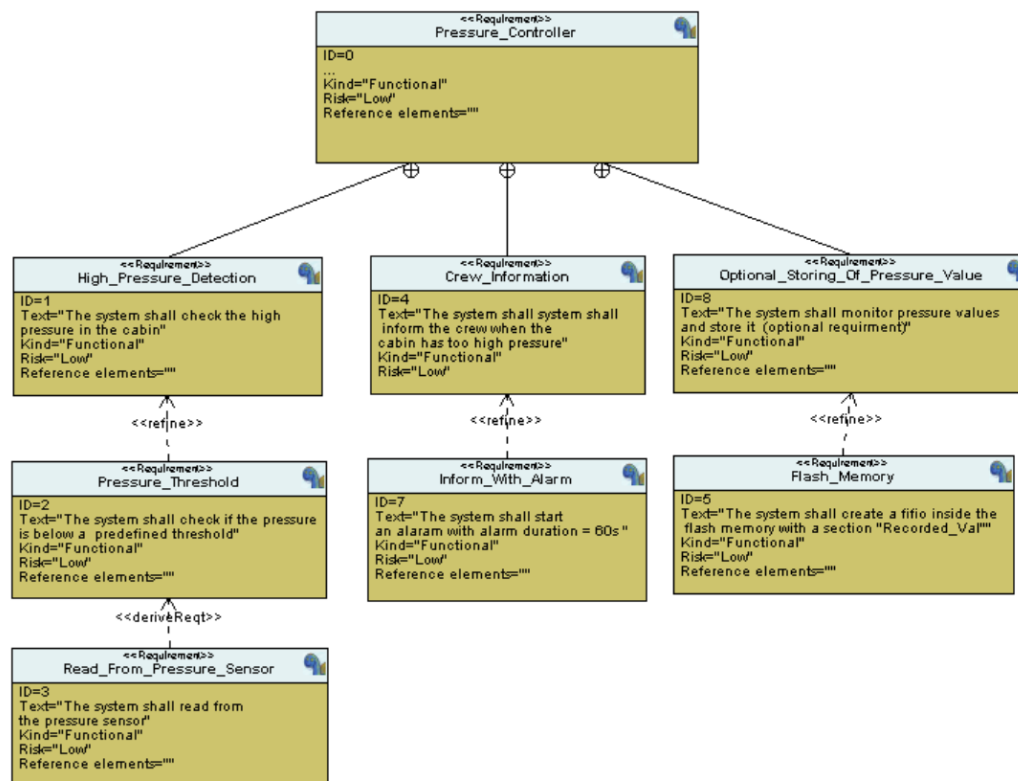 <<Requirement>>
Pressure_Controller
ID=0
...
Kind="Functional"
Risk="Low"
Reference elements=""
<<Requirement>>
High_Pressure_Detection
ID=1
Text="The system shall check the high
pressure in the cabin"
Kind="Functional"
Risk="Low"
Reference elements=""
<<Requirement>>
Crew_Information
ID=4
Text="The system shall system shall
inform the crew when the
cabin has too high pressure"
Kind="Functional"
Risk="Low"
<<Requirement>>
Optional_Storing_Of_Pressure_Value
ID=8
Text="The system shall monitor pressure values
and store it (optional requirment)"
Kind="Functional"
Risk="Low"
Reference elements=""
<<refine>>
<<refine>>
<<refine>>
<<Requirement>>
Pressure_Threshold
ID=2
Text="The system shall check if the pressure
is below a predefined threshold"
Kind="Functional"
Risk="Low"
Reference elements=""
<<Requirement>>
Inform_With_Alarm
ID=7
Text="The system shall start
an alaram with alarm duration = 60s "
Kind="Functional"
Risk="Low"
Reference elements=""
<<Requirement>>
Flash_Memory
ID=5
Text="The system shall create a fifio inside the
flash memory with a section "Recorded_Val""
Kind="Functional"
Risk="Low"
Reference elements=""
<<deriveReqt>>
<<Requirement>>
Read_From_Pressure_Sensor
ID=3
Text="The system shall read from
the pressure sensor"
Kind="Functional"
Risk="Low"
Reference elements=""